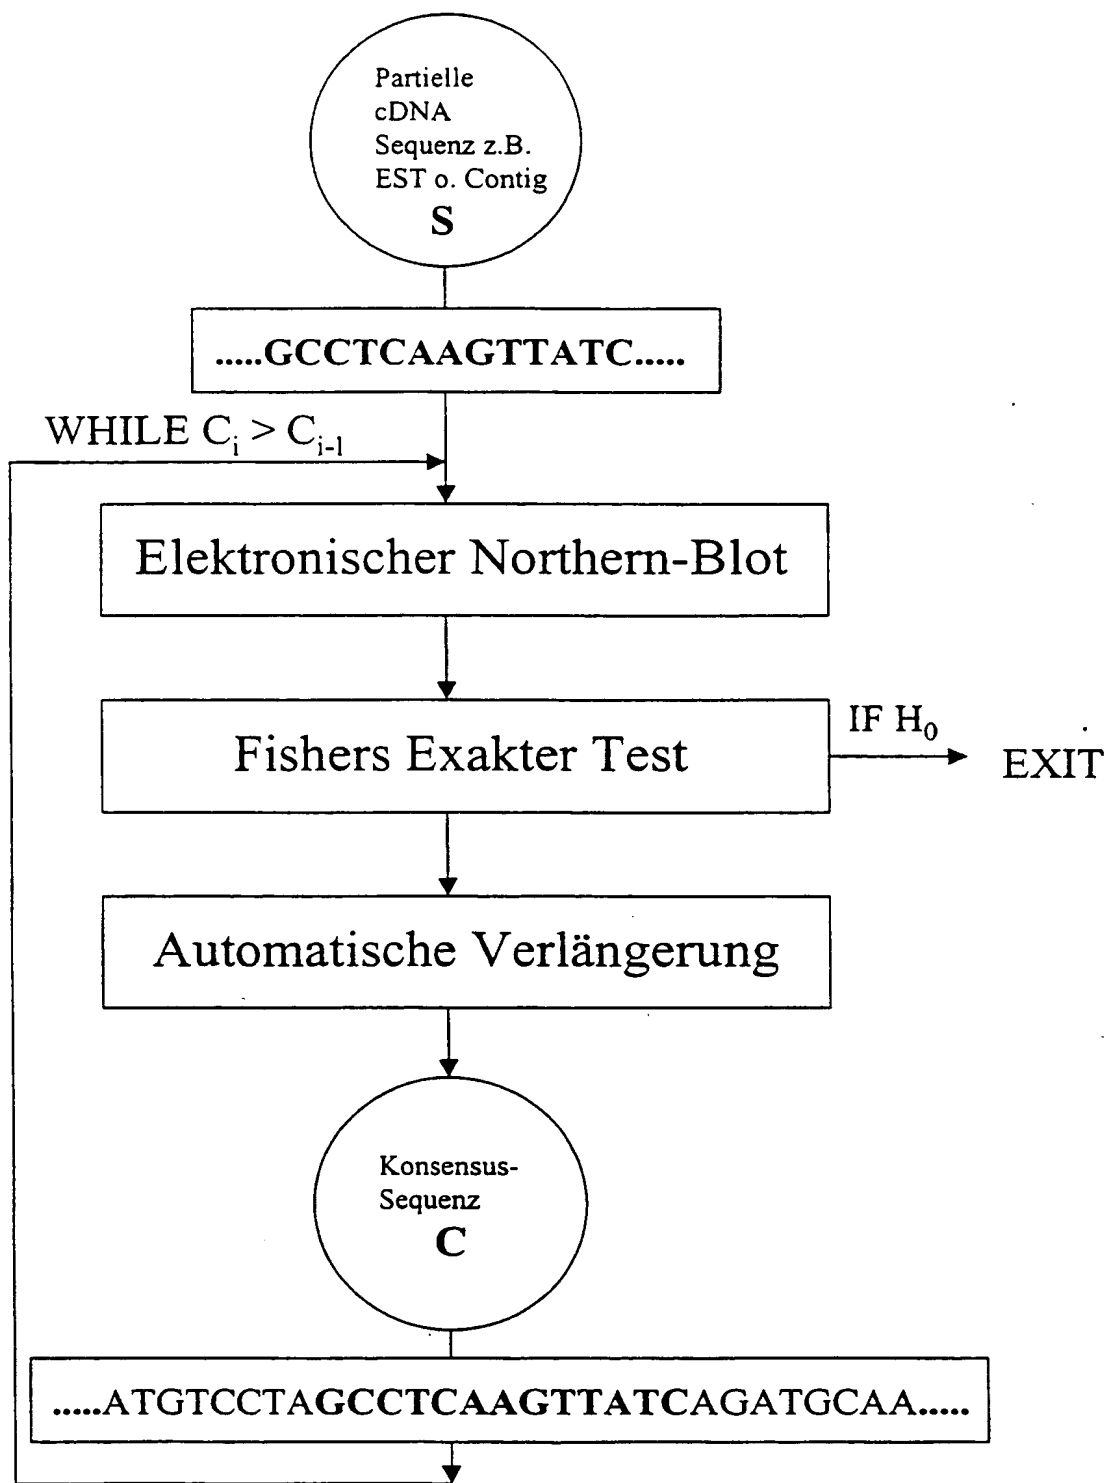 Partielle
cDNA
Sequenz z.B.
EST o. Contig
S
.....GCCTCAAGTTATC.....
WHILE Ci > Ci-1
Elektronischer Northern-Blot
Fishers Exakter Test
IF H0
EXIT
Automatische Verlängerung
Konsensus-
Sequenz
C
.....ATGTCCTAGCCTCAAGTTATCAGATGCAA.....